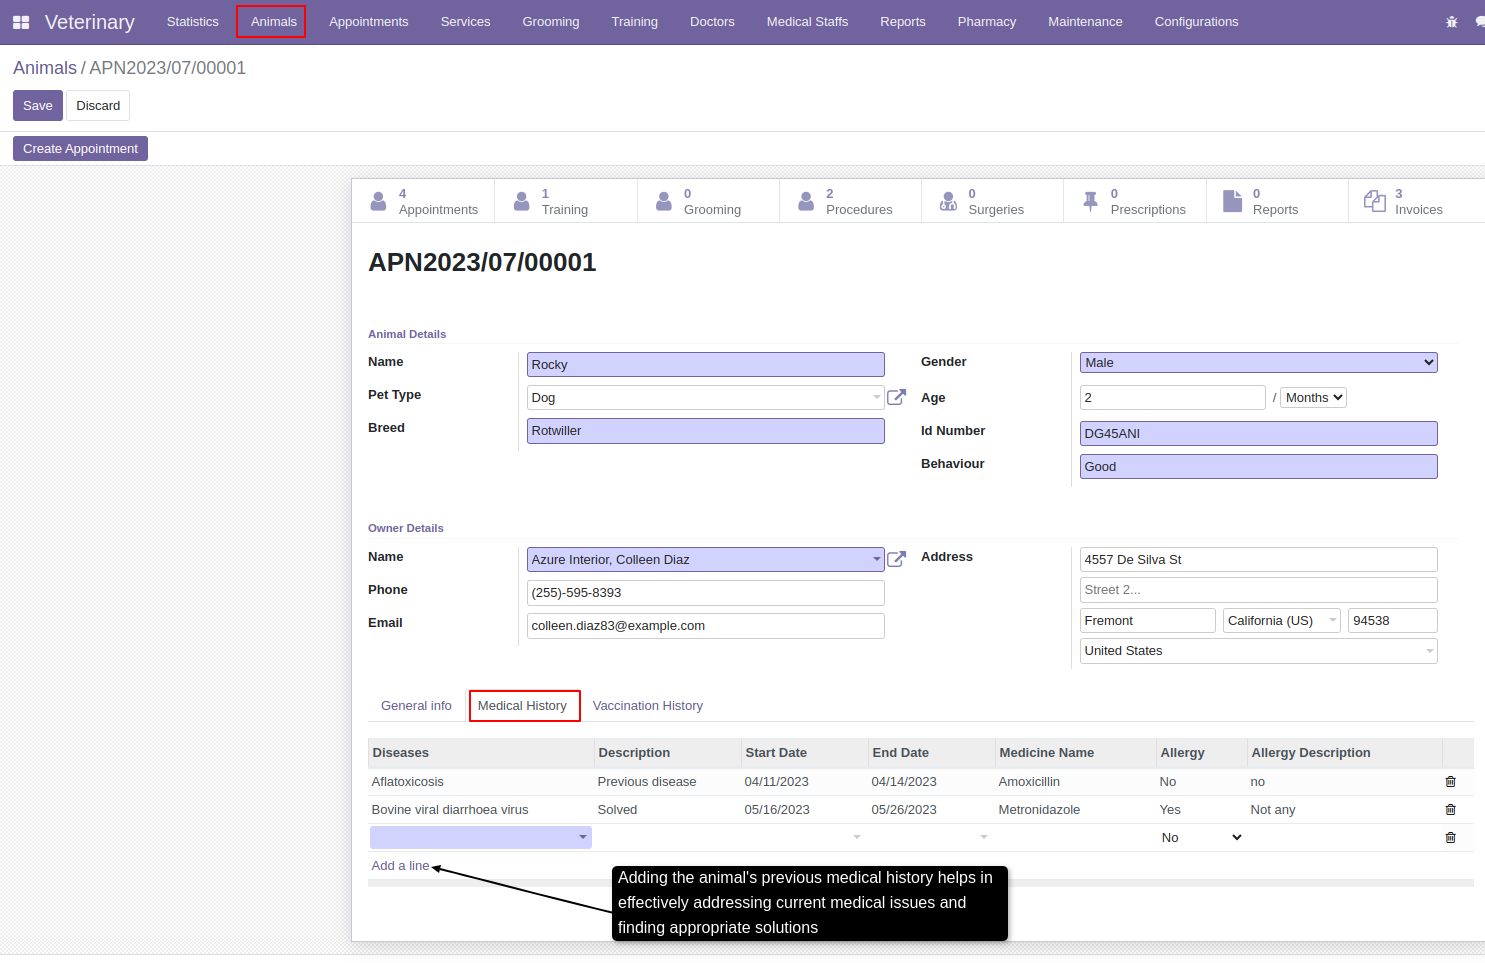 Veterinary Statistics Animals Appointments Services Grooming Training Doctors Medical Staffs Reports Pharmacy Maintenance Configurations
Animals / APN2023/07/00001
Save Discard
Create Appointment
4 1 0 2 0 0 0 3
Appointments Training Grooming Procedures Surgeries Prescriptions Reports Invoices
APN2023/07/00001
Animal Details
Name Rocky Gender Male
Pet Type Dog Age 2 / Months
Breed Rotwiller Id Number DG45ANI
Behaviour Good
Owner Details
Name Azure Interior, Colleen Diaz Address 4557 De Silva St
Phone (255)-595-8393 Street 2...
Email colleen.diaz83@example.com Fremont California (US) 94538
United States
General info Medical History Vaccination History
Diseases Description Start Date End Date Medicine Name Allergy Allergy Description
Aflatoxicosis Previous disease 04/11/2023 04/14/2023 Amoxicillin No no
Bovine viral diarrhoea virus Solved 05/16/2023 05/26/2023 Metronidazole Yes Not any
No
Add a line
Adding the animal's previous medical history helps in
effectively addressing current medical issues and
finding appropriate solutions